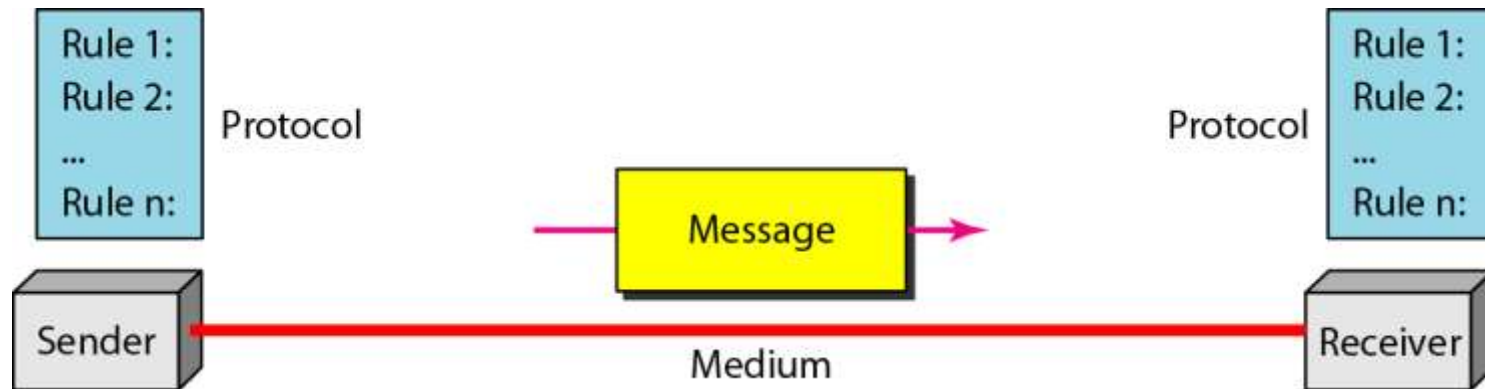 Rule 1:
Rule 2:
...
Rule n:
Protocol
Message
Protocol
Rule 1:
Rule 2:
...
Rule n:
Sender
Medium
Receiver